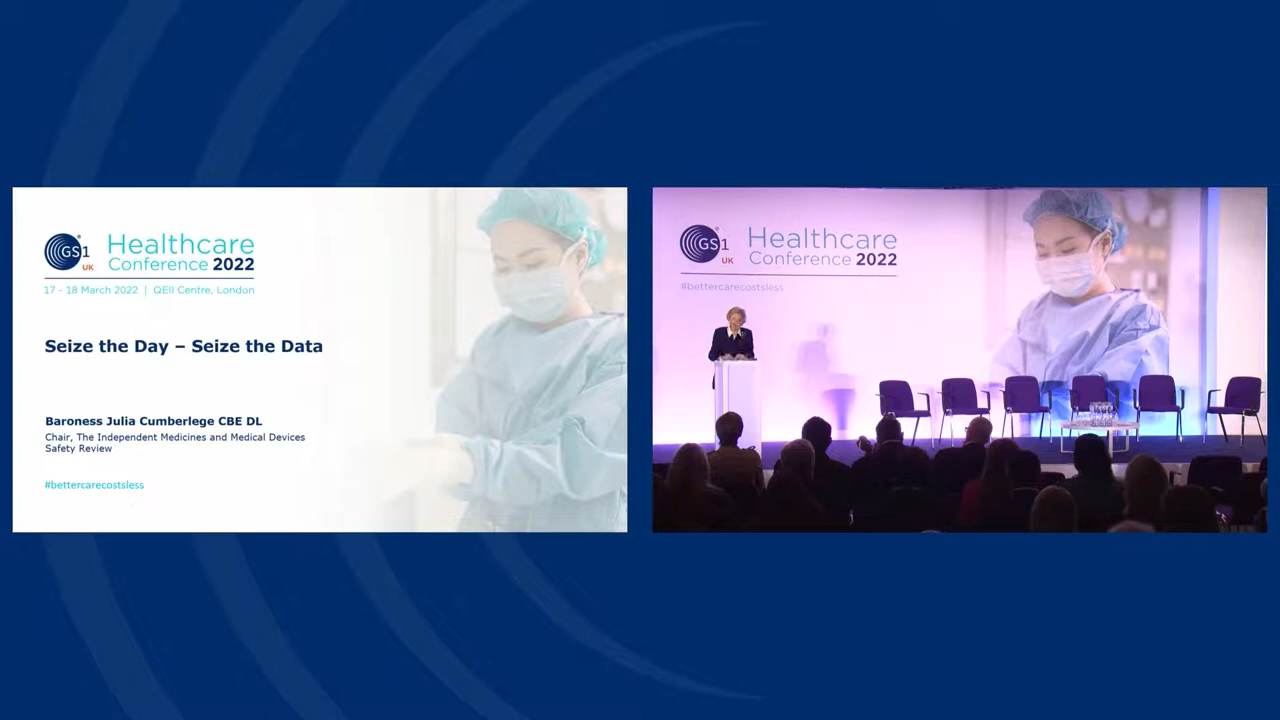 GS1
UK
Healthcare
Conference 2022
17 - 18 March 2022 | QEII Centre, London
Seize the Day – Seize the Data
Baroness Julia Cumberlege CBE DL
Chair, The Independent Medicines and Medical Devices
Safety Review
#bettercarecostsless
GS1
UK
Healthcare
Conference 2022
#bettercarecostsless